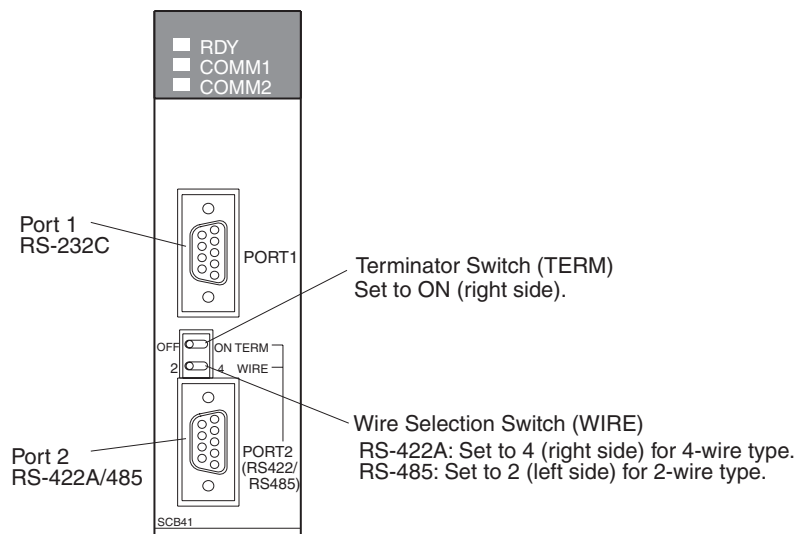 RDY
COMM1
COMM2
Port 1
RS-232C
PORT1
Terminator Switch (TERM)
Set to ON (right side).
OFF ON TERM
2 4 WIRE
Wire Selection Switch (WIRE)
RS-422A: Set to 4 (right side) for 4-wire type.
RS-485: Set to 2 (left side) for 2-wire type.
Port 2
RS-422A/485
PORT2
(RS422/
RS485)
SCB41